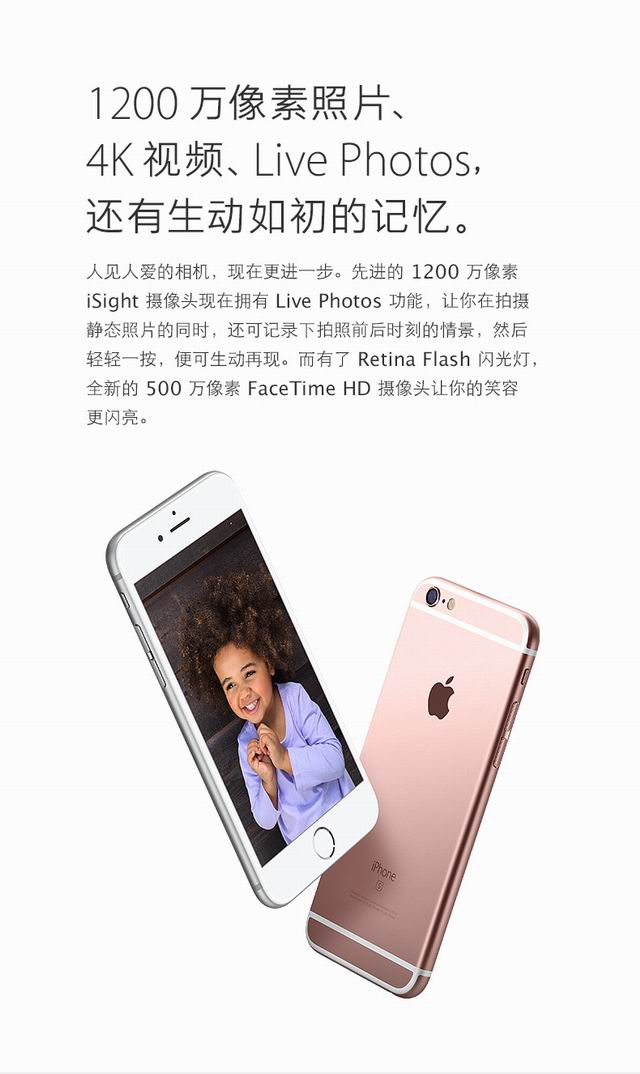 1200 万像素照片、
4K 视频、Live Photos,
还有生动如初的记忆。
人见人爱的相机，现在更进一步。先进的 1200 万像素
iSight 摄像头现在拥有 Live Photos 功能，让你在拍摄
静态照片的同时，还可记录下拍照前后时刻的情景，然后
轻轻一按，便可生动再现。而有了 Retina Flash 闪光灯，
全新的 500 万像素 FaceTime HD 摄像头让你的笑容
更闪亮。
iPhone
S